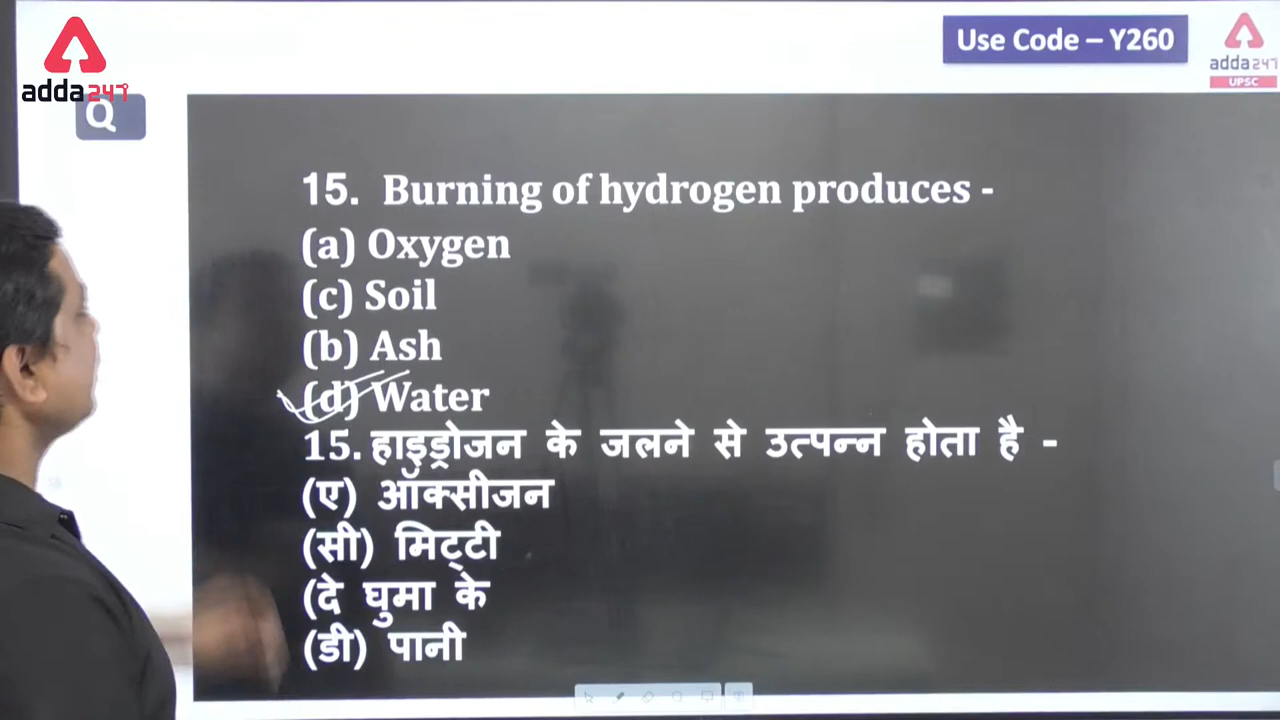 adda247
Use Code – Y260
adda247
UPSC
Q
15. Burning of hydrogen produces -
(a) Oxygen
(c) Soil
(b) Ash
(d) Water
15. हाइड्रोजन के जलने से उत्पन्न होता है -
(ए) ऑक्सीजन
(सी) मिट्टी
(दे घुमा के
(डी) पानी